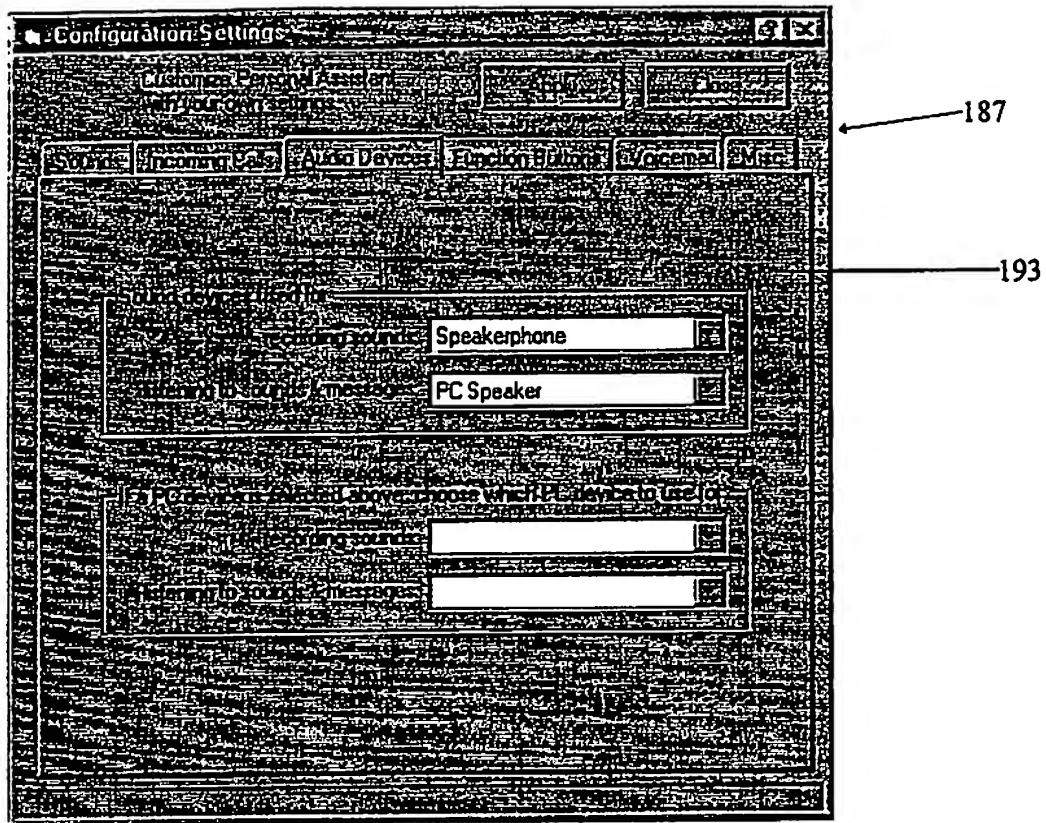 Configuration Settings
Customize Personal Assistant
with your own settings
Apply
Close
187
Sounds Incoming Calls Audio Devices Function Buttons Voicemail Misc
193
Sound devices used for
recording sounds:
Speakerphone
listening to sounds & messages:
PC Speaker
If a PC device is selected above, choose which PC device to use for
recording sounds:
listening to sounds & messages: